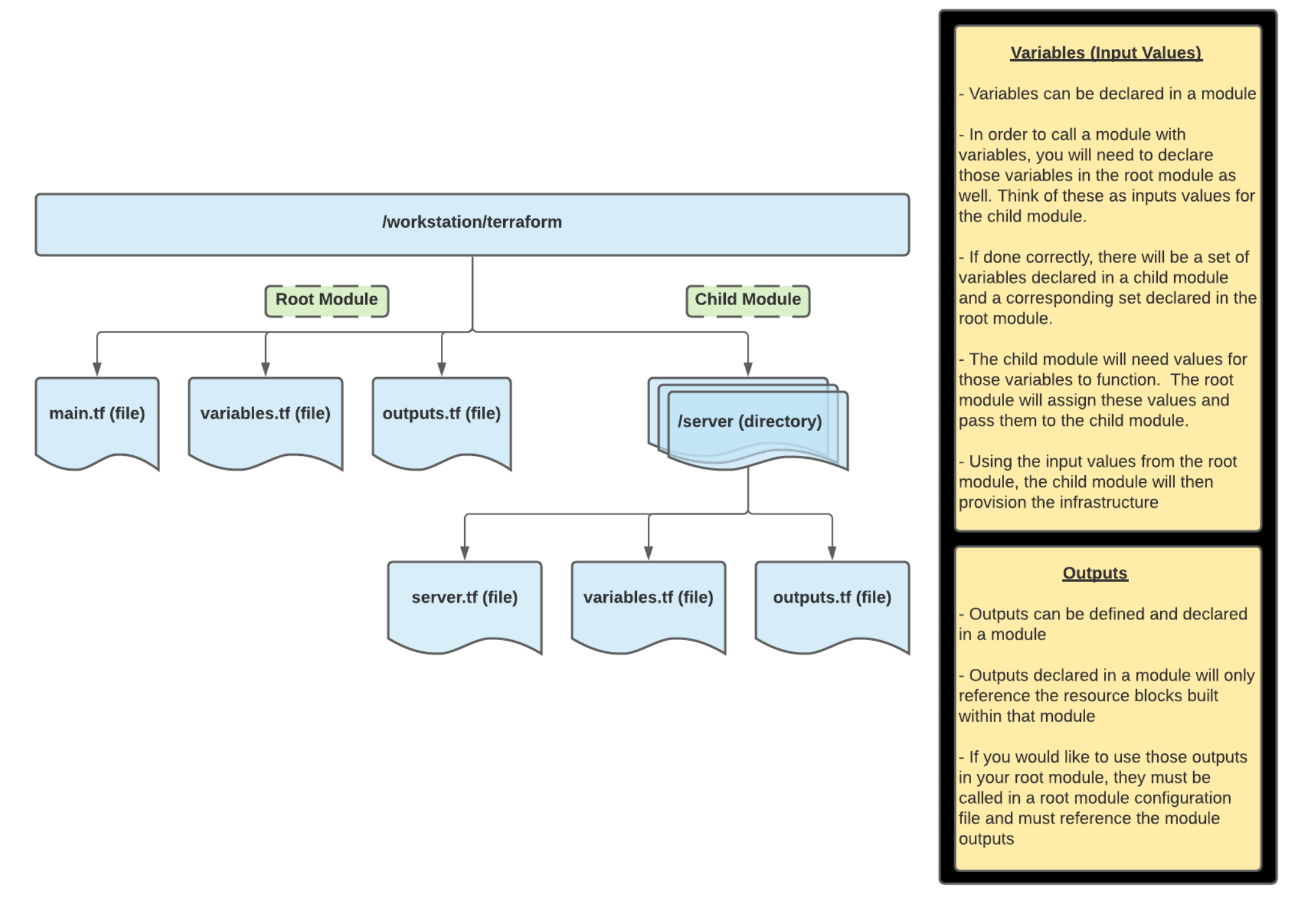 /workstation/terraform
Root Module
Child Module
main.tf (file)
variables.tf (file)
outputs.tf (file)
/server (directory)
server.tf (file)
variables.tf (file)
outputs.tf (file)
Variables (Input Values)
- Variables can be declared in a module
- In order to call a module with
variables, you will need to declare
those variables in the root module as
well. Think of these as inputs values for
the child module.
- If done correctly, there will be a set of
variables declared in a child module
and a corresponding set declared in the
root module.
- The child module will need values for
those variables to function.  The root
module will assign these values and
pass them to the child module.
- Using the input values from the root
module, the child module will then
provision the infrastructure
Outputs
- Outputs can be defined and declared
in a module
- Outputs declared in a module will only
reference the resource blocks built
within that module
- If you would like to use those outputs
in your root module, they must be
called in a root module configuration
file and must reference the module
outputs